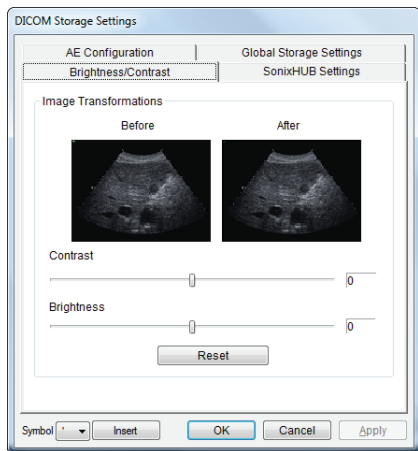 DICOM Storage Settings
AE Configuration Global Storage Settings
Brightness/Contrast SonixHUB Settings
Image Transformations
Before After
Contrast
0
Brightness
0
Reset
Symbol ' Insert OK Cancel Apply